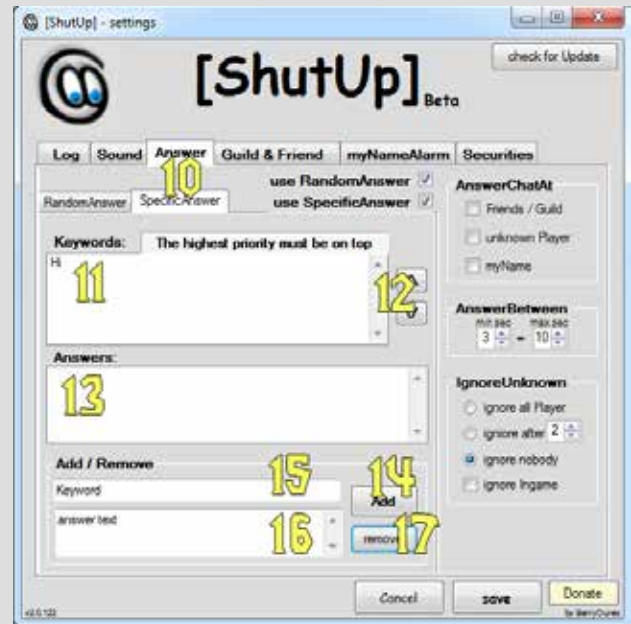 [ShutUp] - settings
check for Update
[ShutUp] Beta
Log Sound Answer Guild & Friend myNameAlarm Securities
10
use RandomAnswer
RandomAnswer SpecificAnswer use SpecificAnswer
AnswerChatAt
Friends / Guild
unknown Player
myName
Keywords: The highest priority must be on top
Hi
11
12
AnswerBetween
min.sec max.sec
3 - 10
Answers:
13
IgnoreUnknown
ignore all Player
ignore after 2
ignore nobody
ignore Ingame
Add / Remove
Keyword
15
14
Add
answer text
16
remove
17
Cancel save Donate